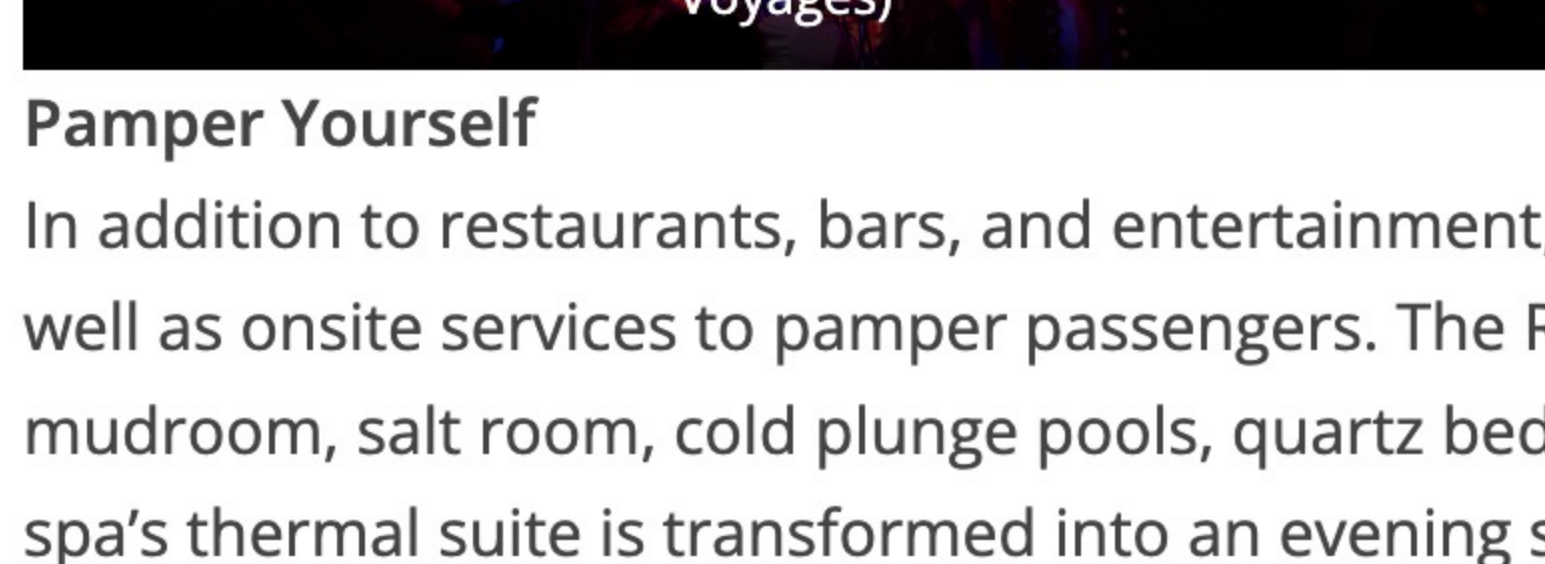 Voyages)
Pamper Yourself
In addition to restaurants, bars, and entertainment,
well as onsite services to pamper passengers. The
mudroom, salt room, cold plunge pools, quartz
spa’s thermal suite is transformed into an evening